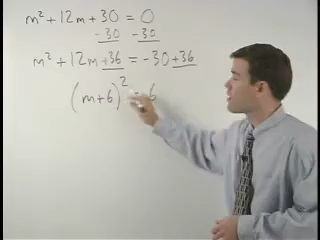 m² + 12m + 30 = 0
-30 -30
m² + 12m + 36 = -30 + 36
(m+6)² = 6